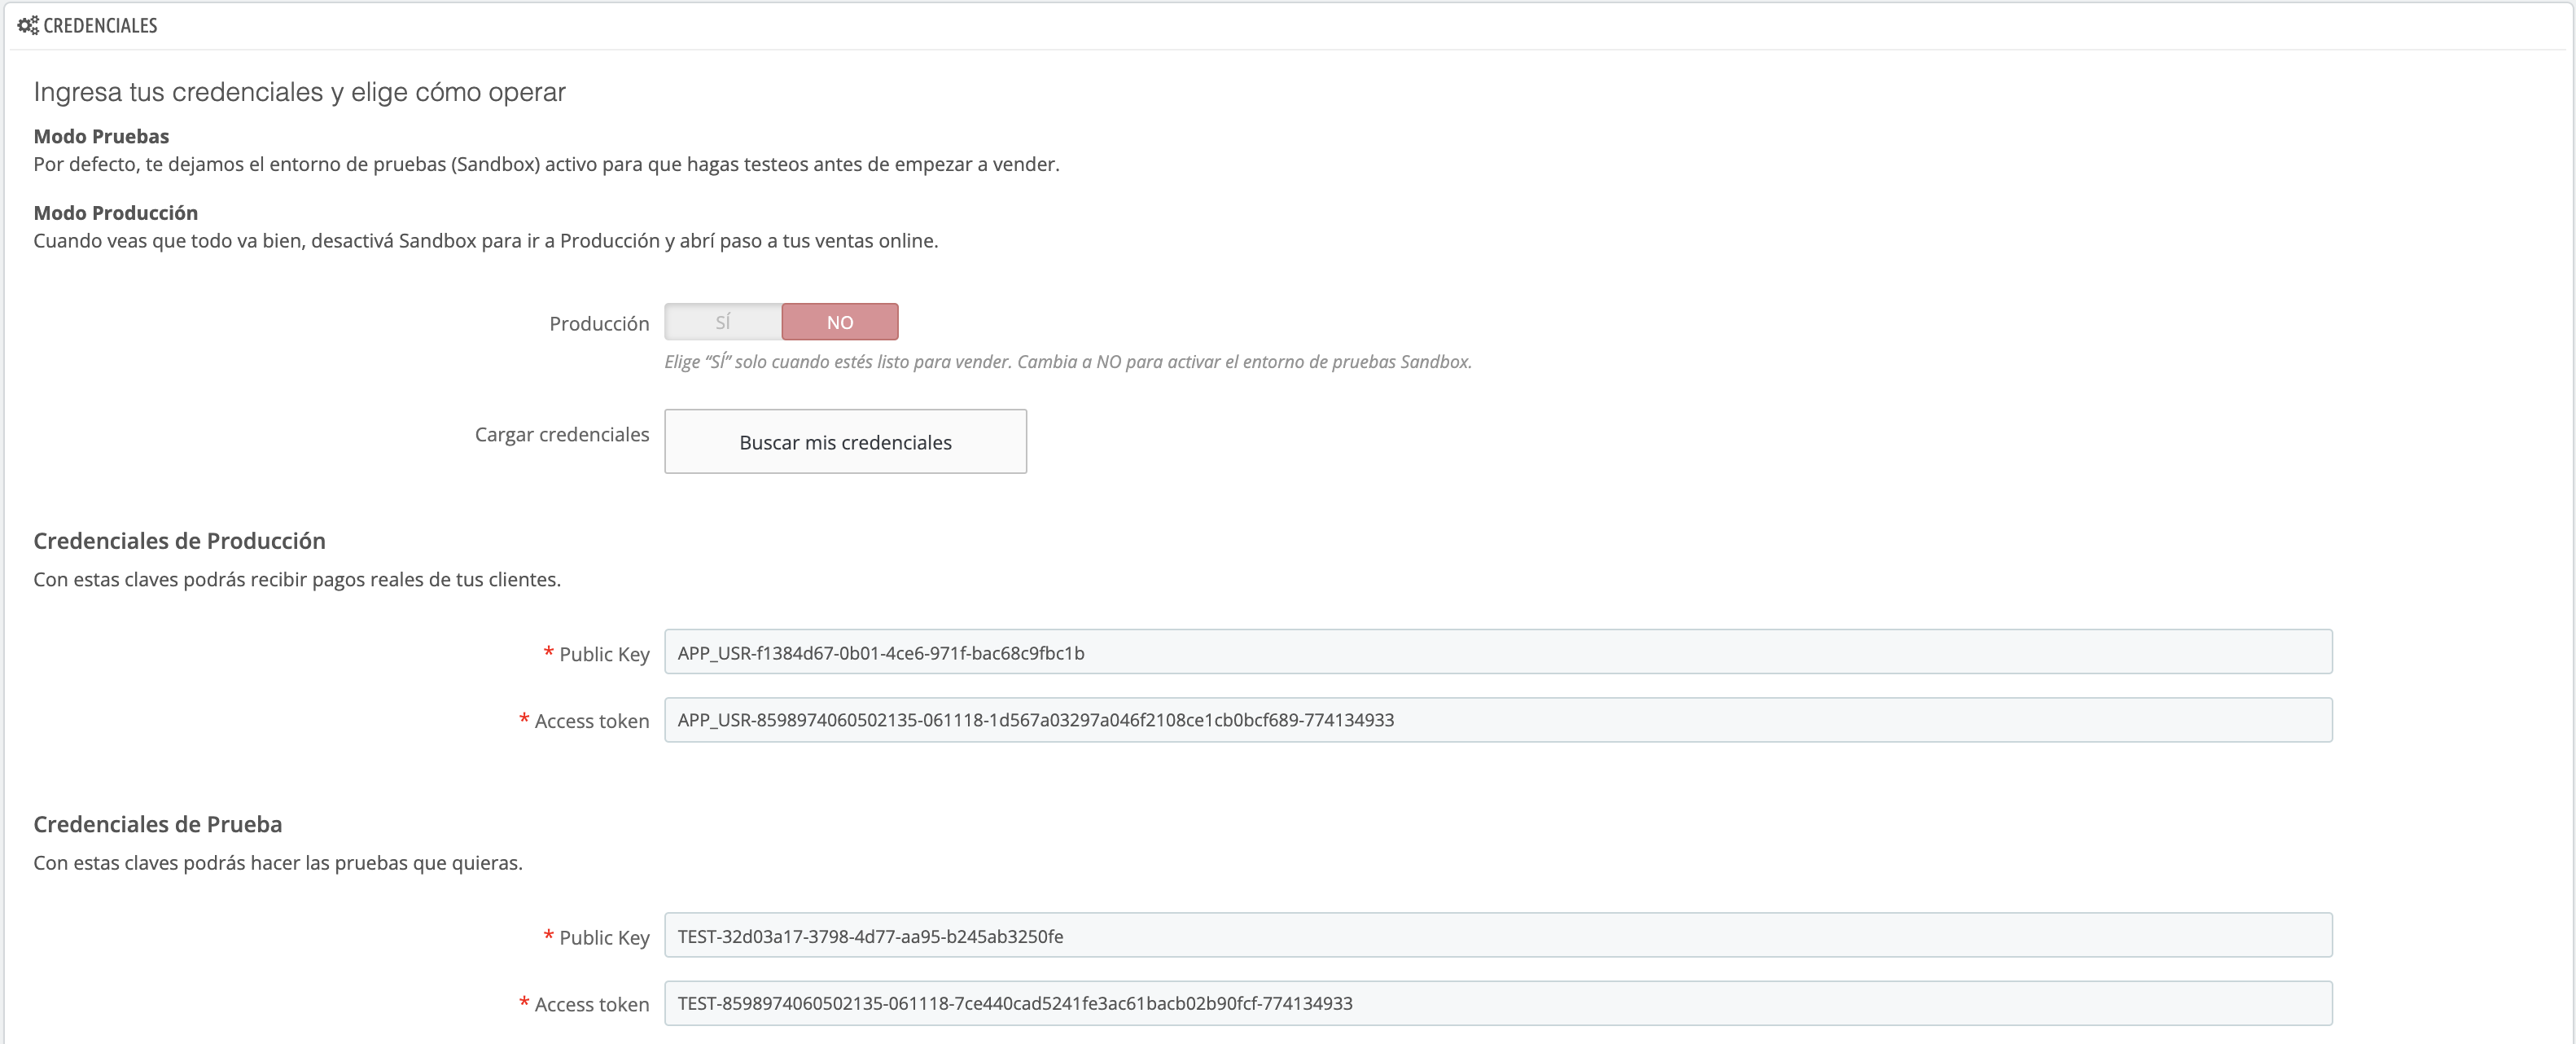 CREDENCIALES
Ingresa tus credenciales y elige cómo operar
Modo Pruebas
Por defecto, te dejamos el entorno de pruebas (Sandbox) activo para que hagas testeos antes de empezar a vender.
Modo Producción
Cuando veas que todo va bien, desactivá Sandbox para ir a Producción y abrí paso a tus ventas online.
Producción SÍ NO
Elige “SÍ” solo cuando estés listo para vender. Cambia a NO para activar el entorno de pruebas Sandbox.
Cargar credenciales Buscar mis credenciales
Credenciales de Producción
Con estas claves podrás recibir pagos reales de tus clientes.
* Public Key APP_USR-f1384d67-0b01-4ce6-971f-bac68c9fbc1b
* Access token APP_USR-8598974060502135-061118-1d567a03297a046f2108ce1cb0bcf689-774134933
Credenciales de Prueba
Con estas claves podrás hacer las pruebas que quieras.
* Public Key TEST-32d03a17-3798-4d77-aa95-b245ab3250fe
* Access token TEST-8598974060502135-061118-7ce440cad5241fe3ac61bacb02b90fcf-774134933